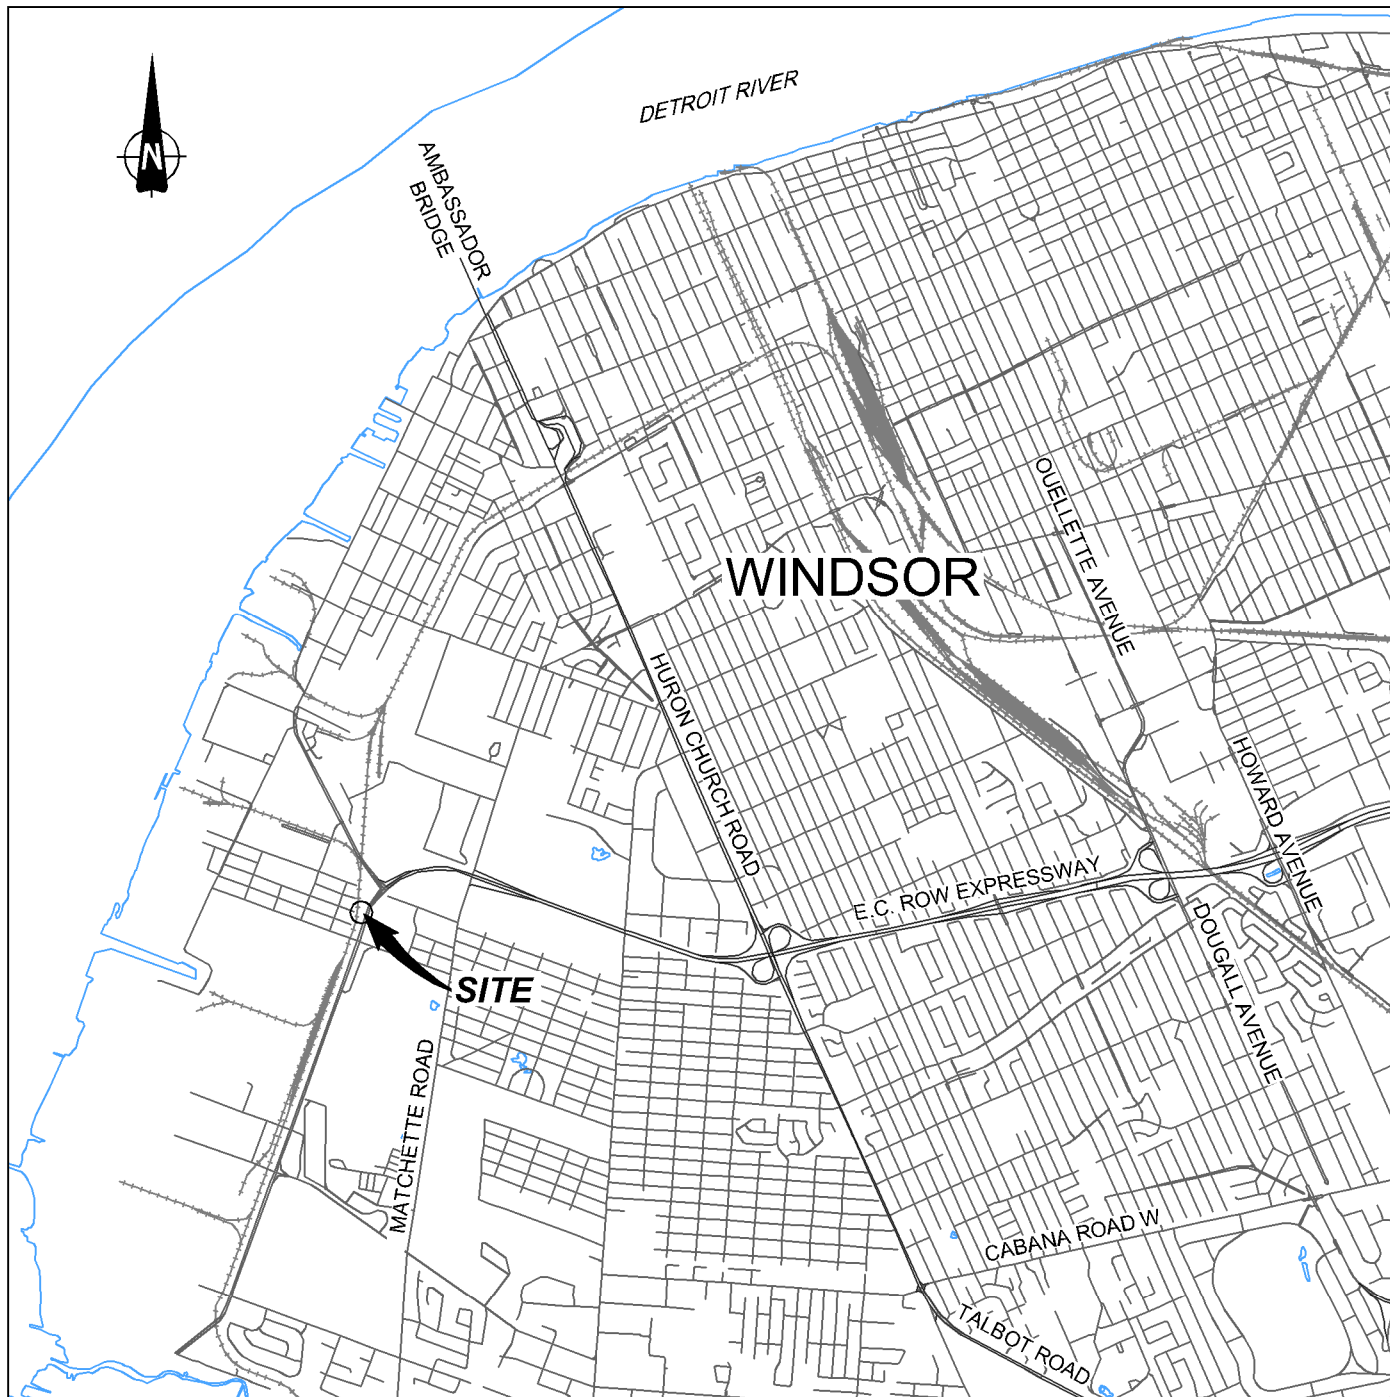 DETROIT RIVER
N
AMBASSADOR
BRIDGE
OUELLETTE AVENUE
WINDSOR
HURON CHURCH ROAD
HOWARD AVENUE
E.C. ROW EXPRESSWAY
DOUGALL AVENUE
SITE
MATCHETTE ROAD
CABANA ROAD W
TALBOT ROAD